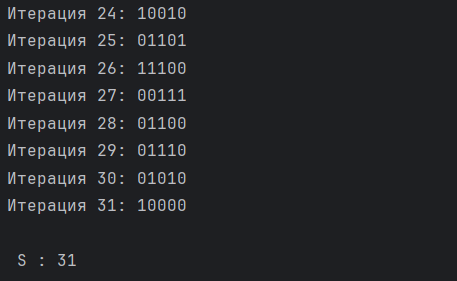 Итерация 24: 10010
Итерация 25: 01101
Итерация 26: 11100
Итерация 27: 00111
Итерация 28: 01100
Итерация 29: 01110
Итерация 30: 01010
Итерация 31: 10000
S : 31